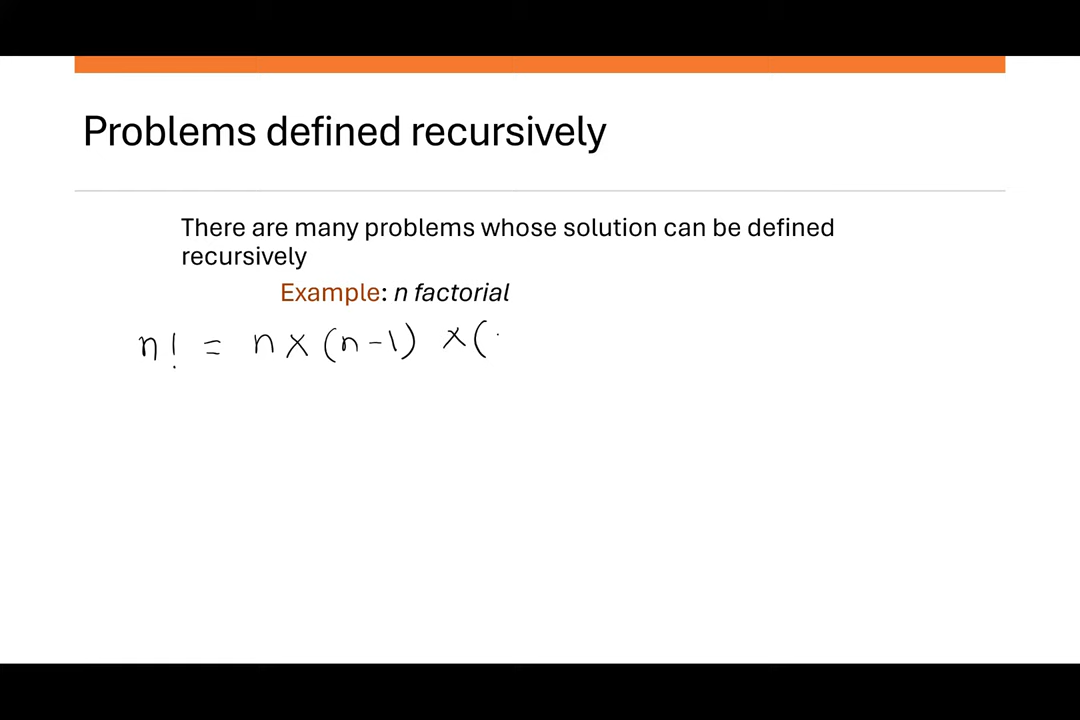 Problems defined recursively
There are many problems whose solution can be defined
recursively
Example: n factorial
n! = n × (n-1) × (